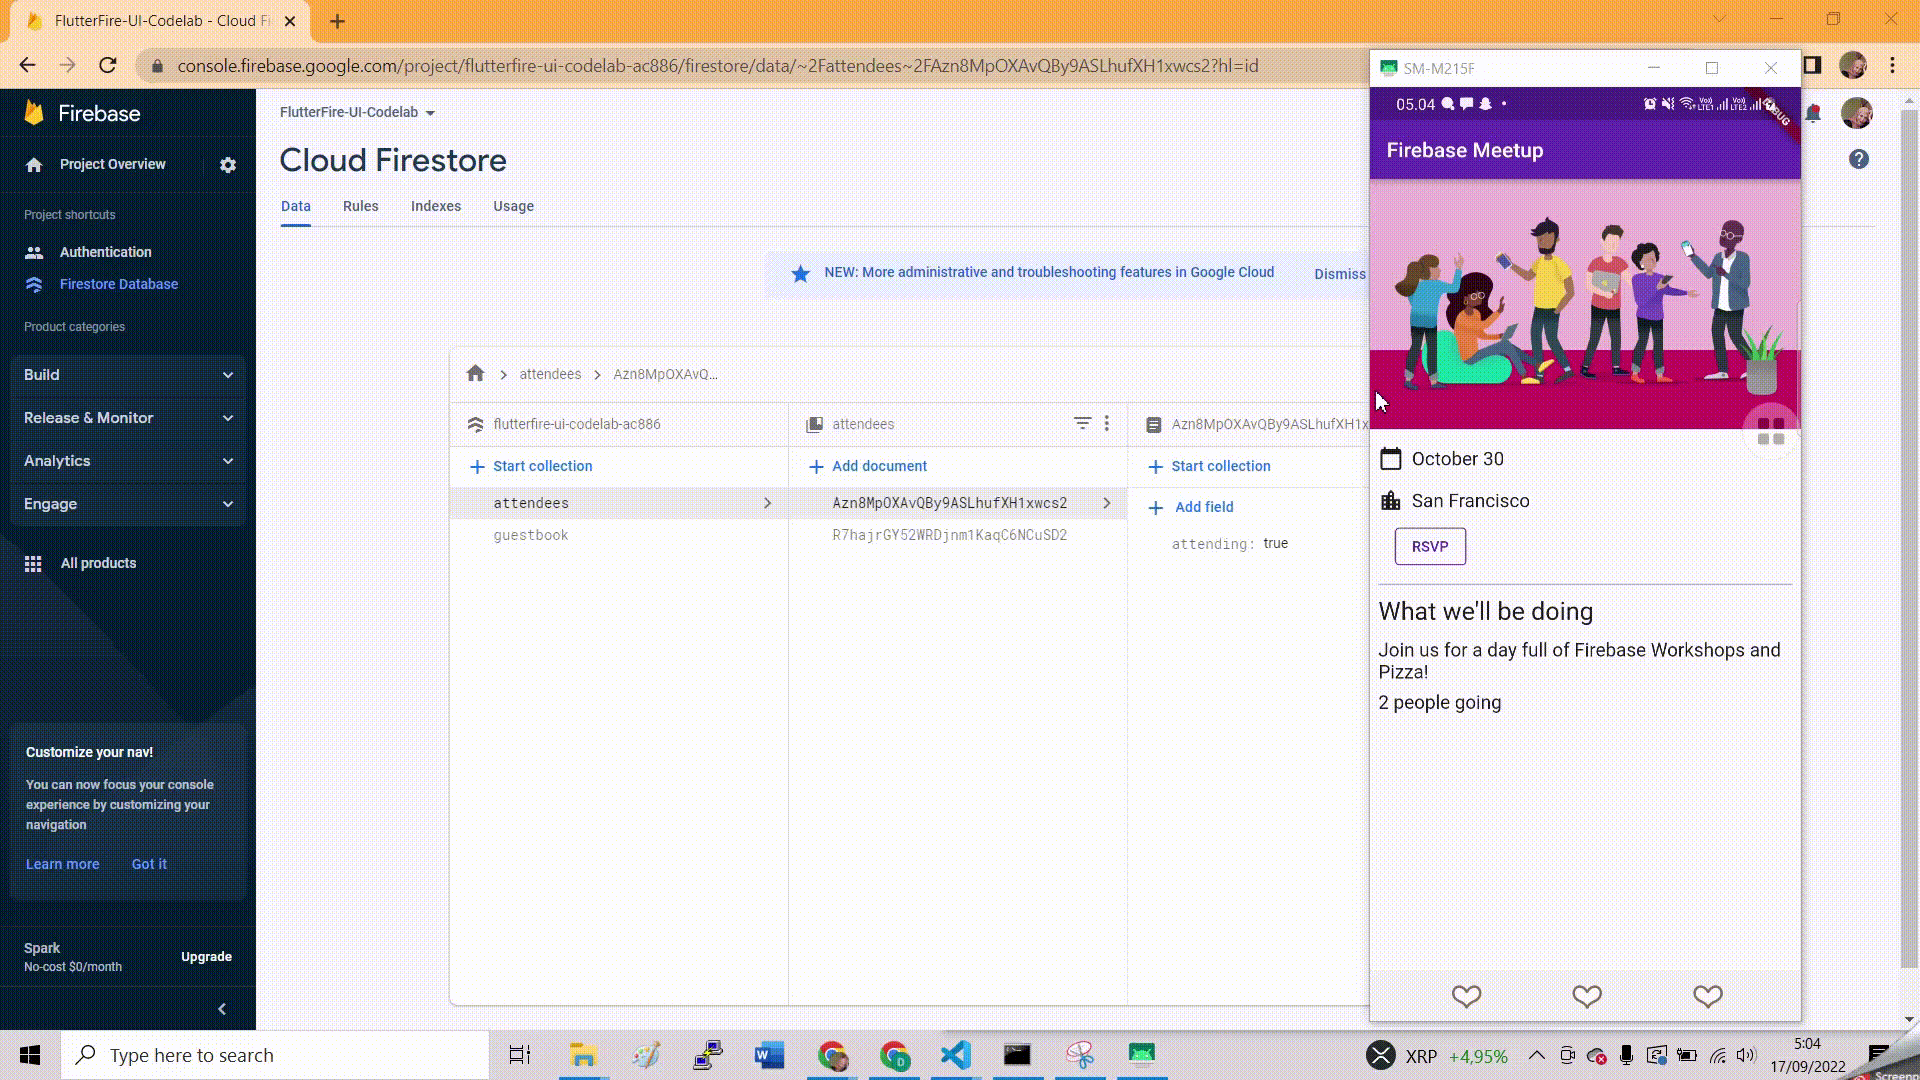 FlutterFire-UI-Codelab - Cloud Fi
console.firebase.google.com/project/flutterfire-ui-codelab-ac886/firestore/data/~2Fattendees~2FAzn8MpOXAvQBy9ASLhufXH1xwcs2?hl=id
Firebase
Project Overview
Project shortcuts
Authentication
Firestore Database
Product categories
Build
Release & Monitor
Analytics
Engage
All products
Customize your nav!
You can now focus your console
experience by customizing your
navigation
Learn more Got it
Spark
No-cost $0/month
Upgrade
FlutterFire-UI-Codelab
Cloud Firestore
Data Rules Indexes Usage
NEW: More administrative and troubleshooting features in Google Cloud Dismiss
attendees Azn8MpOXAvQ...
flutterfire-ui-codelab-ac886
Start collection
attendees
guestbook
attendees
Add document
Azn8MpOXAvQBy9ASLhufXH1xwcs2
R7hajrGY52WRDjnm1KaqC6NCuSD2
Azn8MpOXAvQBy9ASLhufXH1x
Start collection
Add field
attending: true
SM-M215F
05.04
Vo)) LTE1 Vo)) LTE2
DEBUG
Firebase Meetup
October 30
San Francisco
RSVP
What we'll be doing
Join us for a day full of Firebase Workshops and
Pizza!
2 people going
Type here to search
XRP +4,95%
5:04
17/09/2022